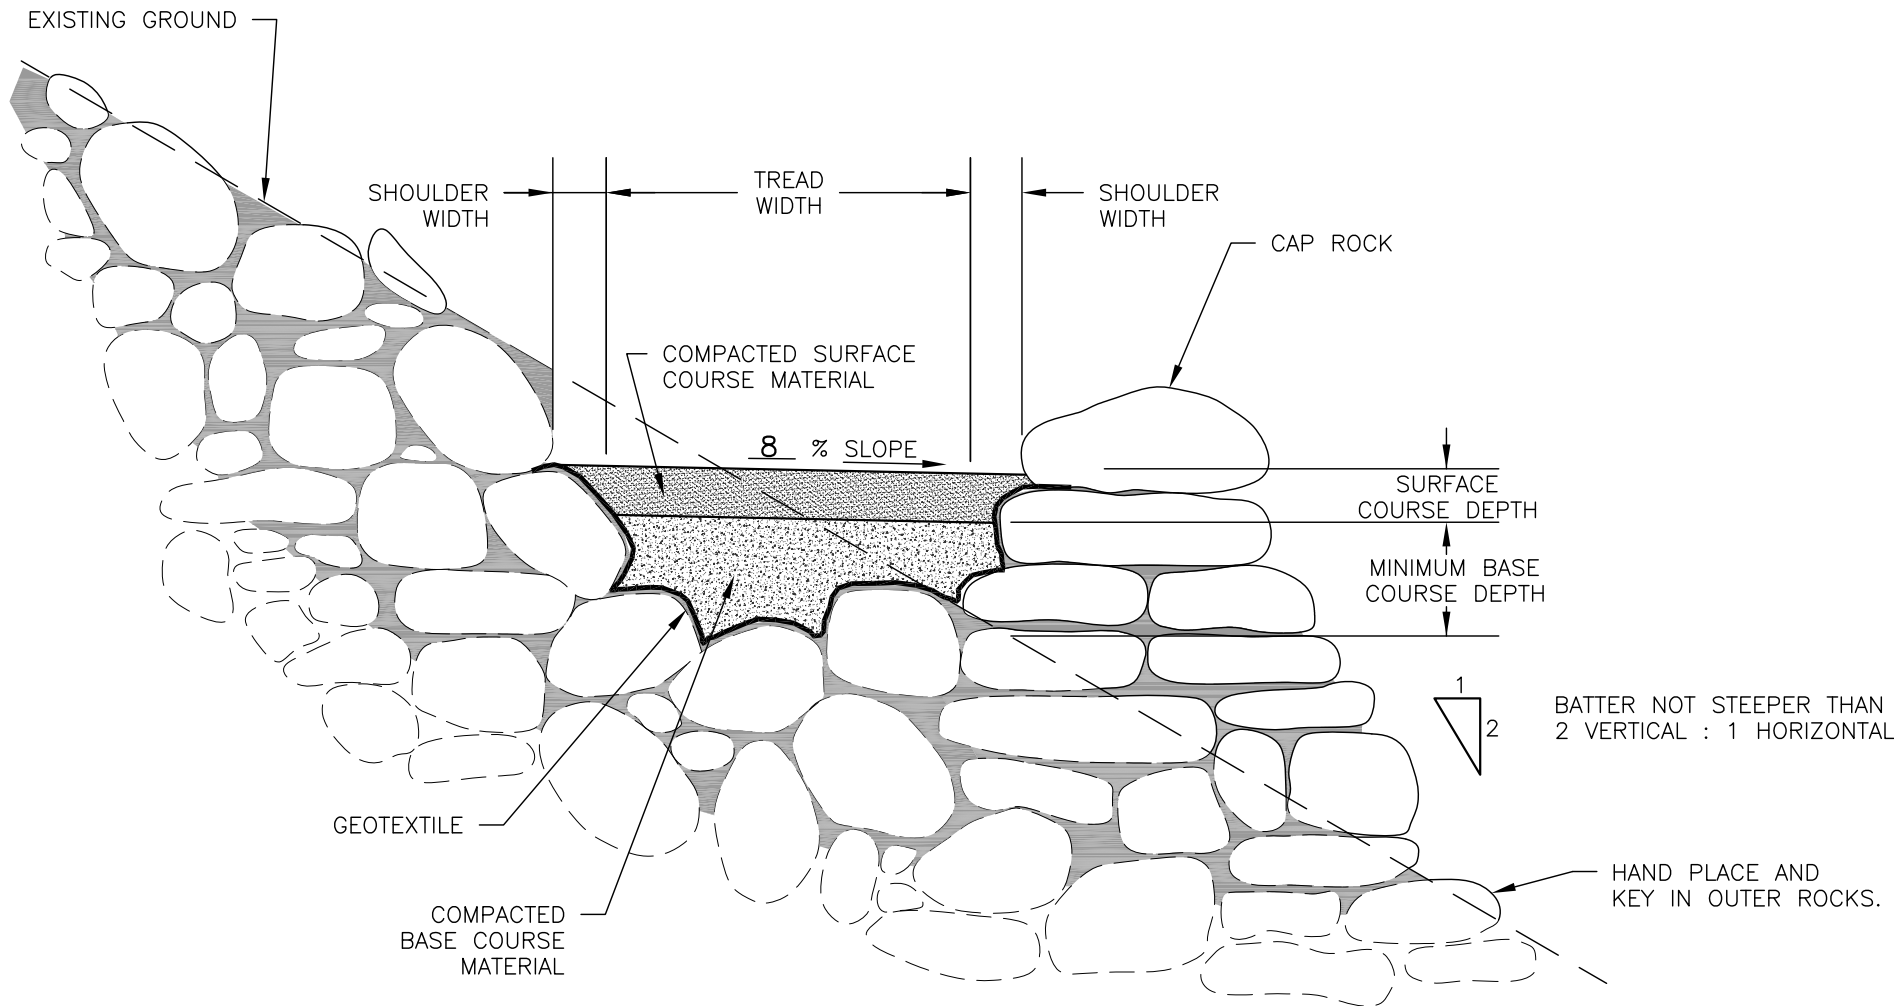 EXISTING GROUND
SHOULDER
WIDTH
TREAD
WIDTH
SHOULDER
WIDTH
CAP ROCK
COMPACTED SURFACE
COURSE MATERIAL
8 % SLOPE
SURFACE
COURSE DEPTH
MINIMUM BASE
COURSE DEPTH
1
2
BATTER NOT STEEPER THAN
2 VERTICAL : 1 HORIZONTAL
GEOTEXTILE
HAND PLACE AND
KEY IN OUTER ROCKS.
COMPACTED
BASE COURSE
MATERIAL